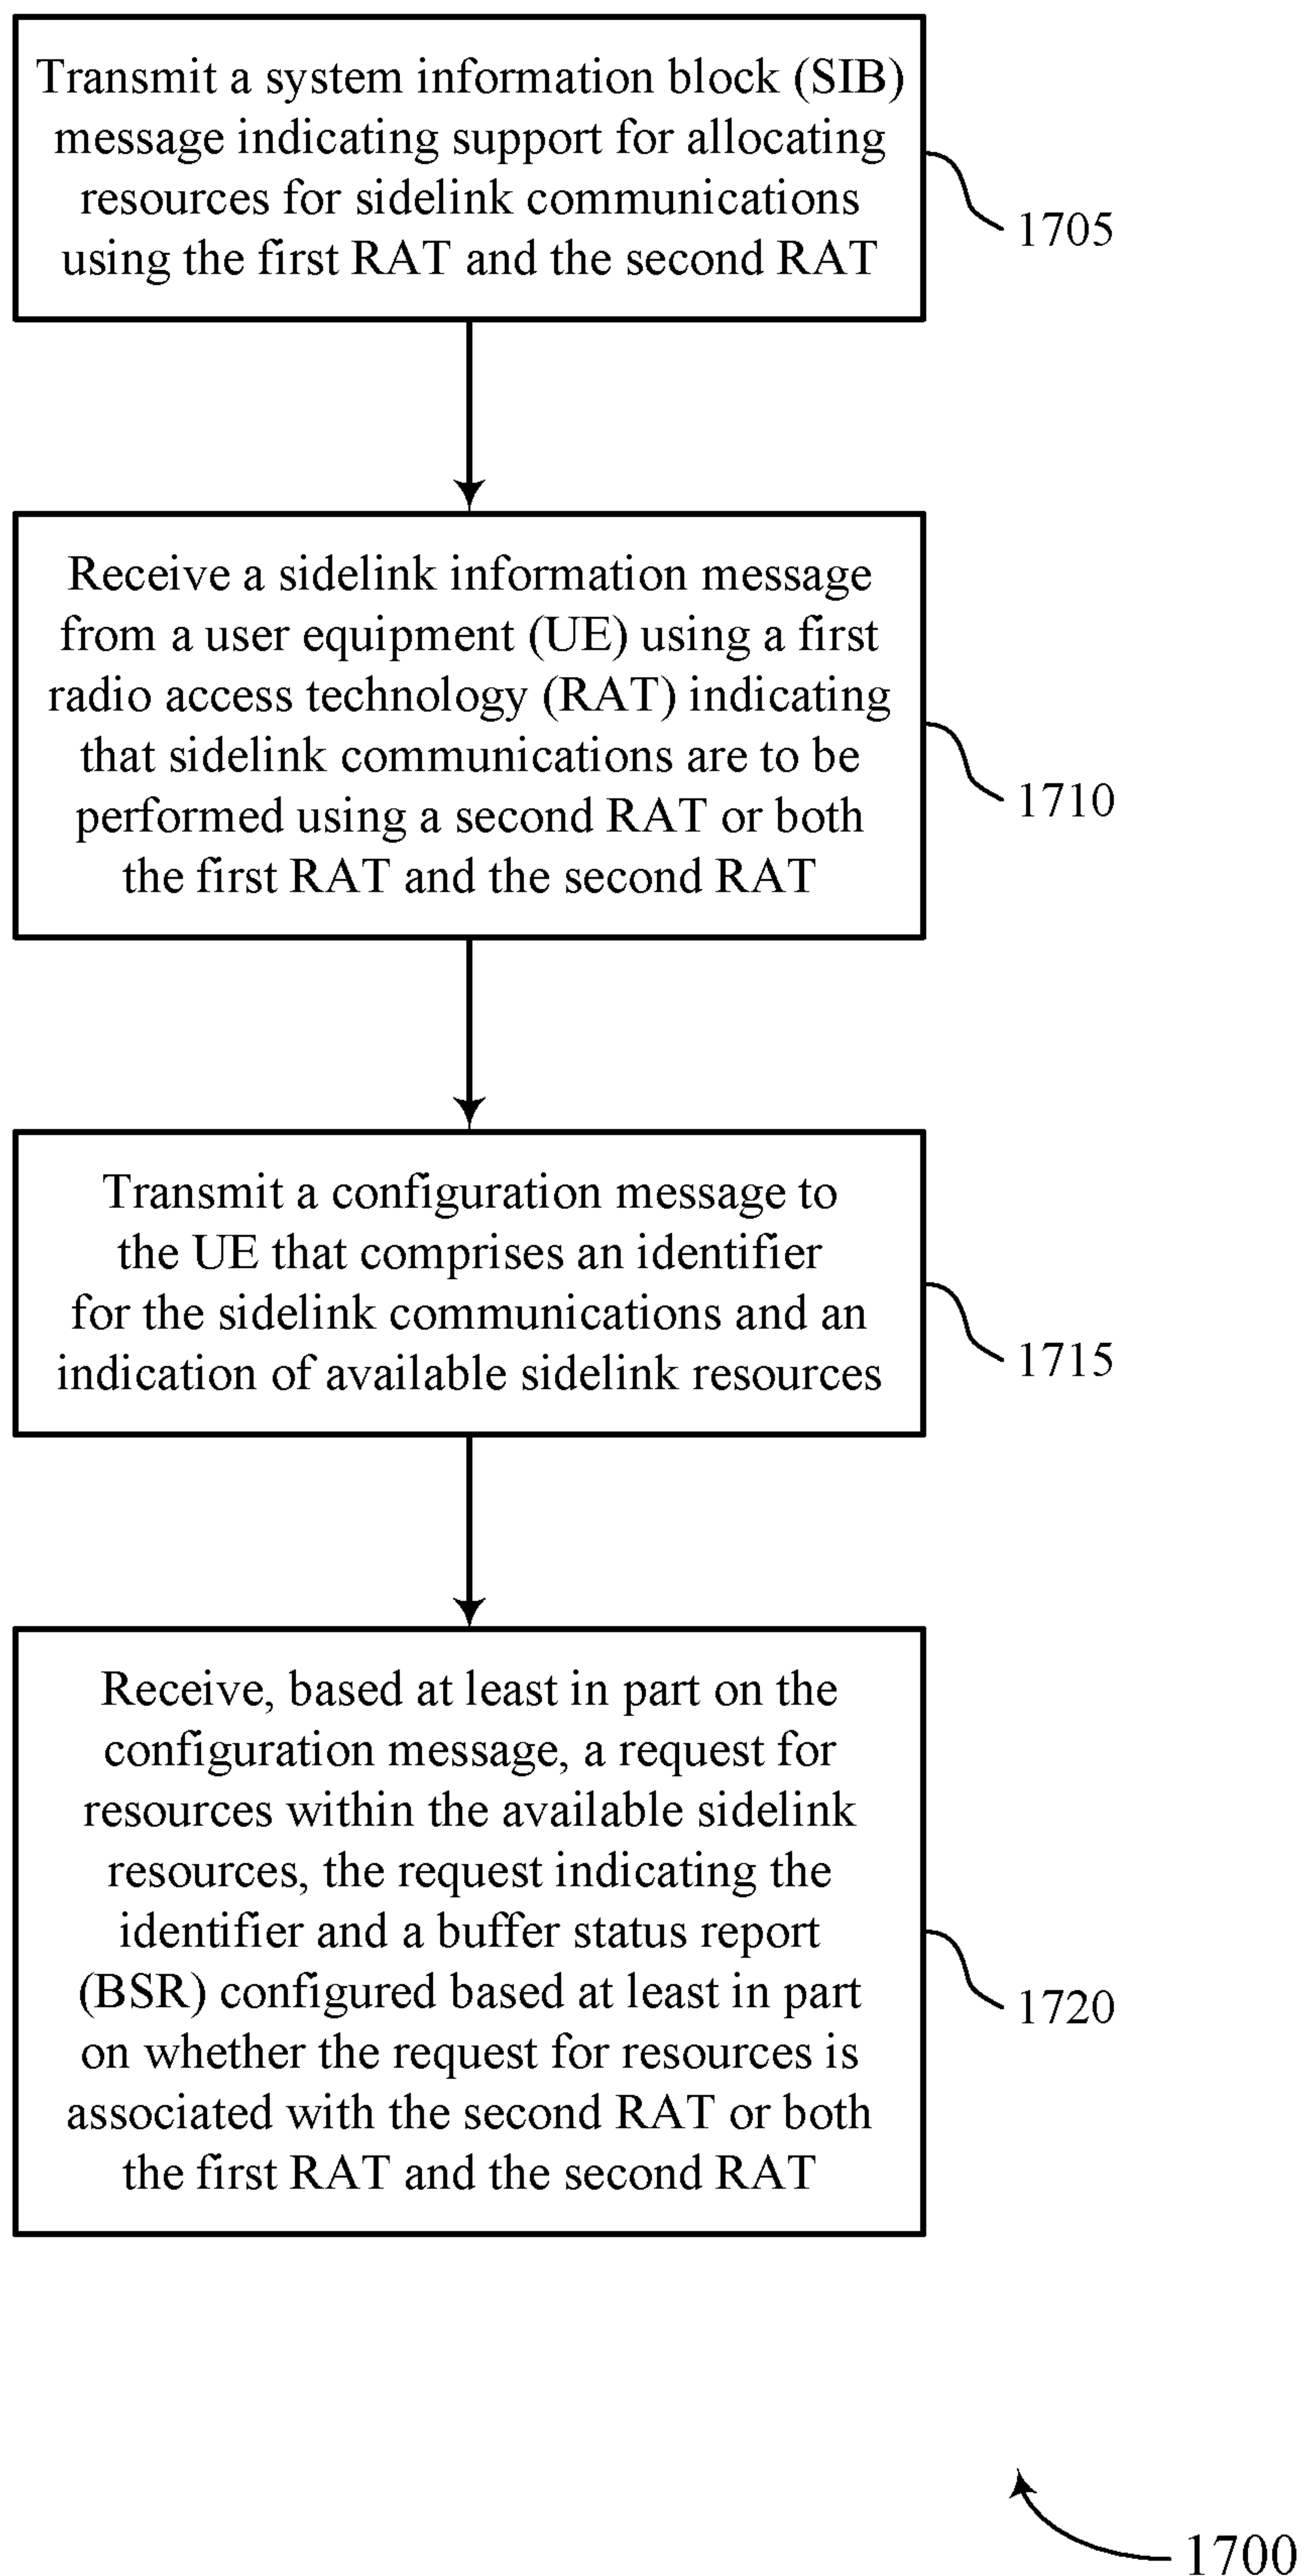 Transmit a system information block (SIB)
message indicating support for allocating
resources for sidelink communications
using the first RAT and the second RAT
1705
Receive a sidelink information message
from a user equipment (UE) using a first
radio access technology (RAT) indicating
that sidelink communications are to be
performed using a second RAT or both
the first RAT and the second RAT
1710
Transmit a configuration message to
the UE that comprises an identifier
for the sidelink communications and an
indication of available sidelink resources
1715
Receive, based at least in part on the
configuration message, a request for
resources within the available sidelink
resources, the request indicating the
identifier and a buffer status report
(BSR) configured based at least in part
on whether the request for resources is
associated with the second RAT or both
the first RAT and the second RAT
1720
1700